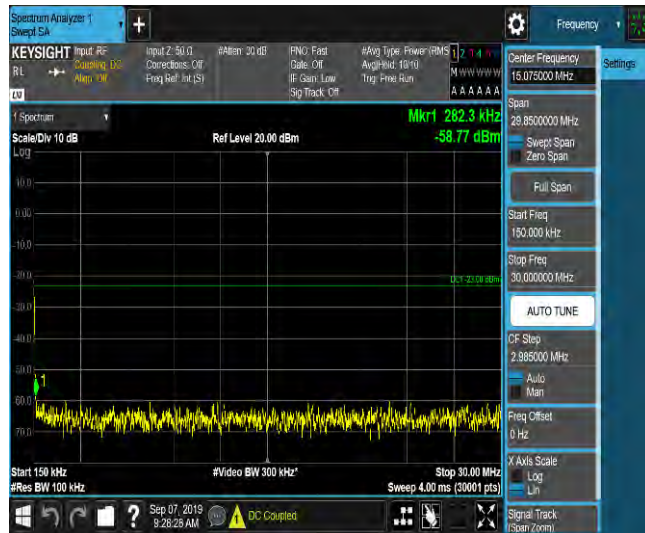 Spectrum Analyzer 1
Swept SA
+
Frequency
KEYSIGHT
RL
Input: RF
Coupling: DC
Align: Off
Input Z: 50 Ω
Corrections: Off
Freq Ref: Int (S)
#Atten: 30 dB
PNO: Fast
Gate: Off
IF Gain: Low
Sig Track: Off
#Avg Type: Power (RMS
Avg|Hold: 10/10
Trig: Free Run
M W W W W W
A A A A A A
LV
1 Spectrum
Scale/Div 10 dB
Log
Ref Level 20.00 dBm
Mkr1 282.3 kHz
-58.77 dBm
10.0
0.00
-10.0
-20.0
DL1 -23.00 dBm
-30.0
-40.0
-50.0
1
-60.0
-70.0
Start 150 kHz
#Res BW 100 kHz
#Video BW 300 kHz*
Stop 30.00 MHz
Sweep 4.00 ms (30001 pts)
Sep 07, 2019
9:28:26 AM
DC Coupled
Center Frequency
15.075000 MHz
Settings
Span
29.8500000 MHz
Swept Span
Zero Span
Full Span
Start Freq
150.000 kHz
Stop Freq
30.000000 MHz
AUTO TUNE
CF Step
2.985000 MHz
Auto
Man
Freq Offset
0 Hz
X Axis Scale
Log
Lin
Signal Track
(Span Zoom)